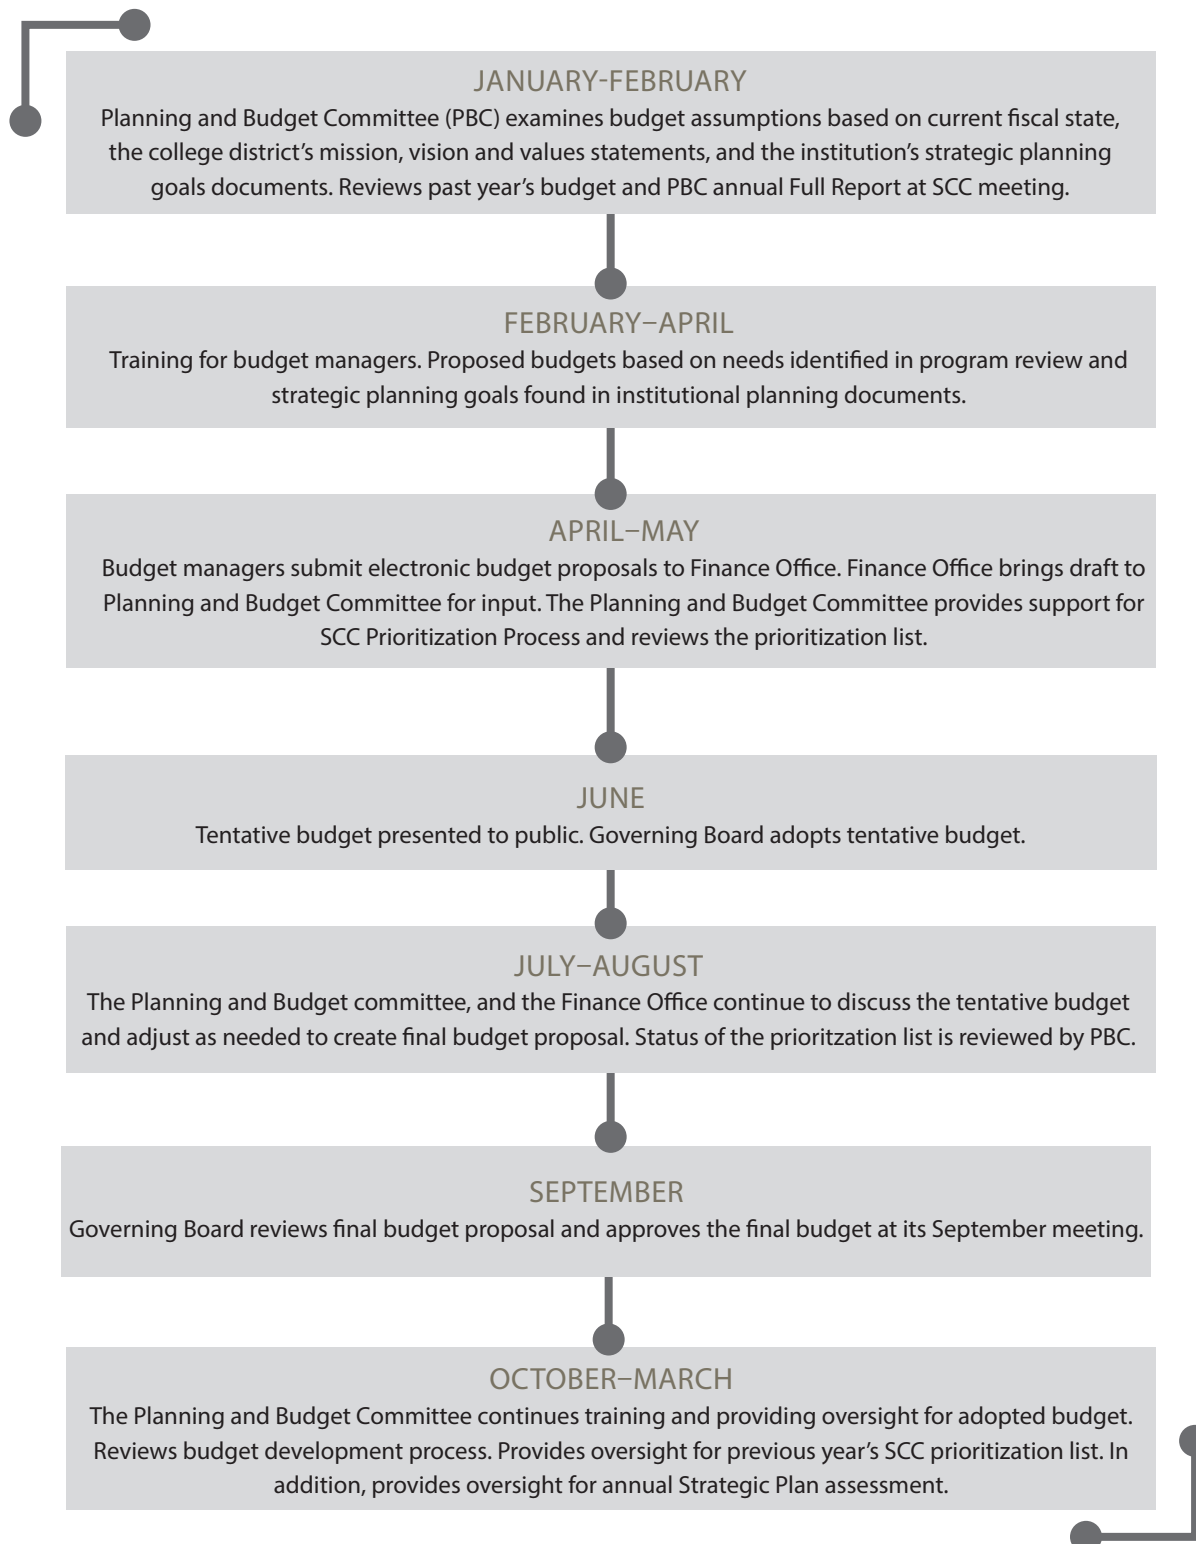 JANUARY-FEBRUARY
Planning and Budget Committee (PBC) examines budget assumptions based on current fiscal state,
the college district’s mission, vision and values statements, and the institution’s strategic planning
goals documents. Reviews past year’s budget and PBC annual Full Report at SCC meeting.
FEBRUARY–APRIL
Training for budget managers. Proposed budgets based on needs identified in program review and
strategic planning goals found in institutional planning documents.
APRIL–MAY
Budget managers submit electronic budget proposals to Finance Office. Finance Office brings draft to
Planning and Budget Committee for input. The Planning and Budget Committee provides support for
SCC Prioritization Process and reviews the prioritization list.
JUNE
Tentative budget presented to public. Governing Board adopts tentative budget.
JULY–AUGUST
The Planning and Budget committee, and the Finance Office continue to discuss the tentative budget
and adjust as needed to create final budget proposal. Status of the prioritzation list is reviewed by PBC.
SEPTEMBER
Governing Board reviews final budget proposal and approves the final budget at its September meeting.
OCTOBER–MARCH
The Planning and Budget Committee continues training and providing oversight for adopted budget.
Reviews budget development process. Provides oversight for previous year’s SCC prioritization list. In
addition, provides oversight for annual Strategic Plan assessment.